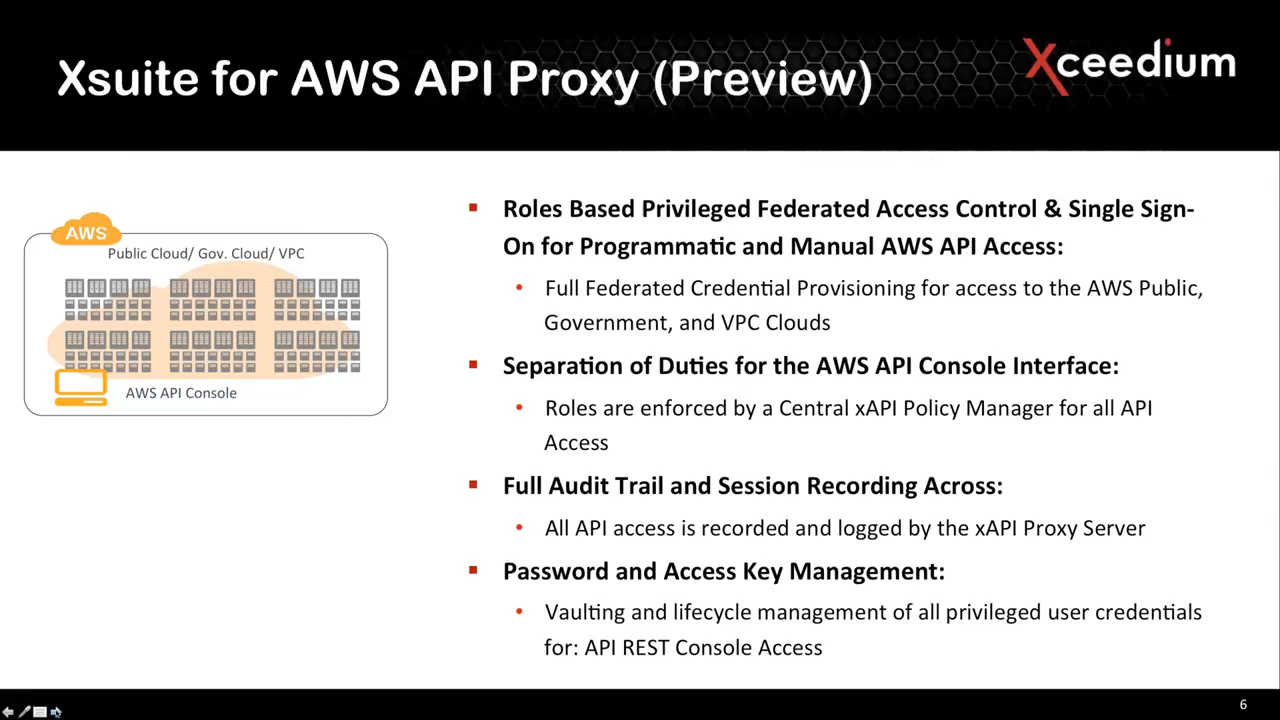 Xsuite for AWS API Proxy (Preview)
Xceedium
AWS
Public Cloud/ Gov. Cloud/ VPC
AWS API Console
Roles Based Privileged Federated Access Control & Single Sign-
On for Programmatic and Manual AWS API Access:
Full Federated Credential Provisioning for access to the AWS Public,
Government, and VPC Clouds
Separation of Duties for the AWS API Console Interface:
Roles are enforced by a Central xAPI Policy Manager for all API
Access
Full Audit Trail and Session Recording Across:
All API access is recorded and logged by the xAPI Proxy Server
Password and Access Key Management:
Vaulting and lifecycle management of all privileged user credentials
for: API REST Console Access
6